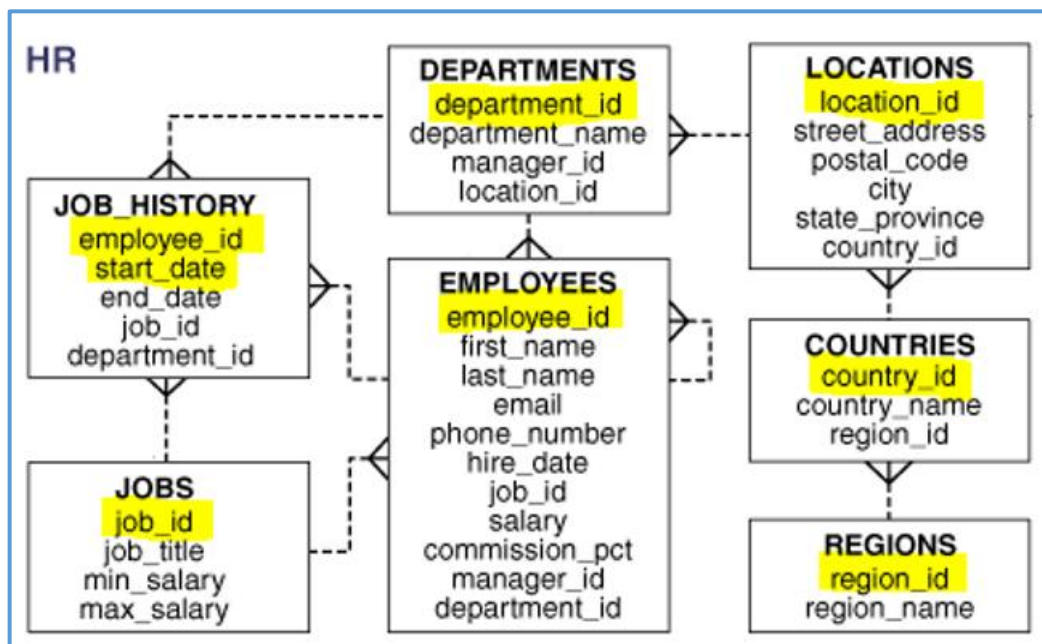 HR
DEPARTMENTS
department_id
department_name
manager_id
location_id
LOCATIONS
location_id
street_address
postal_code
city
state_province
country_id
JOB_HISTORY
employee_id
start_date
end_date
job_id
department_id
EMPLOYEES
employee_id
first_name
last_name
email
phone_number
hire_date
job_id
salary
commission_pct
manager_id
department_id
COUNTRIES
country_id
country_name
region_id
JOBS
job_id
job_title
min_salary
max_salary
REGIONS
region_id
region_name